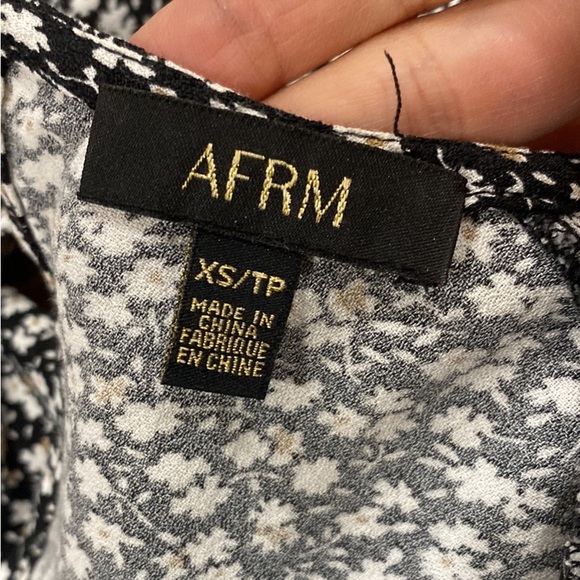 AFRM
XS/TP
MADE IN
CHINA
FABRIQUE
EN CHINE